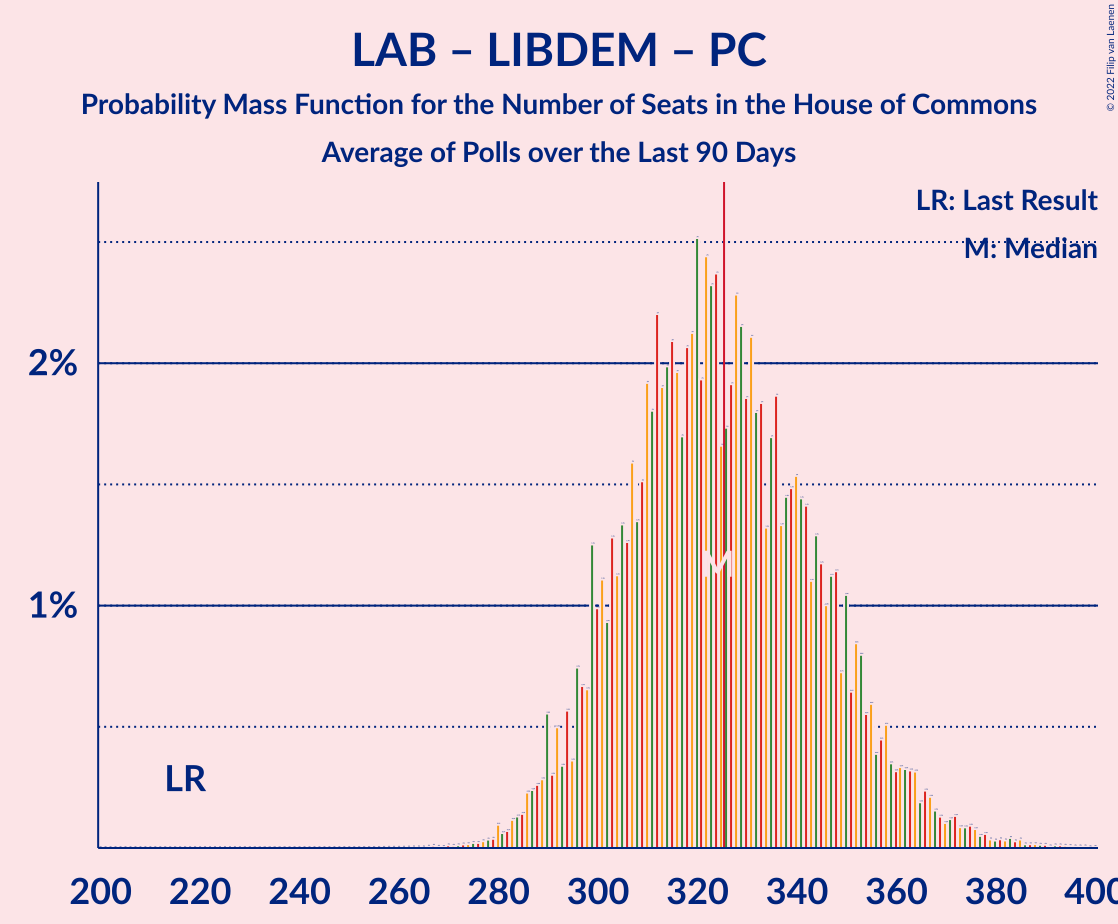 LAB – LIBDEM – PC
Probability Mass Function for the Number of Seats in the House of Commons
Average of Polls over the Last 90 Days
© 2022 Filip van Laenen
LR: Last Result
M: Median
2%
1%
M
LR
200 220 240 260 280 300 320 340 360 380 400